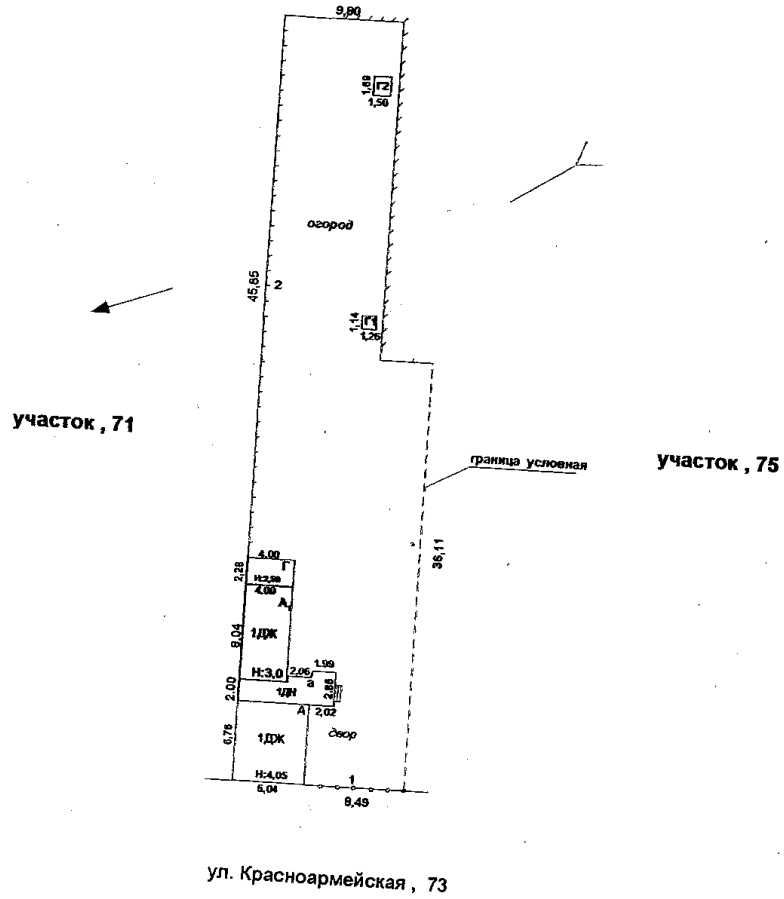 9,80
1,69
Г2
1,50
огород
45,85
2
1,14
Г1
1,26
участок , 71
граница условная
участок , 75
36,11
4.00
Г
2,28
Н:2,50
4.00
А₁
8,04
1ДЖ
Н:3,0
2,06
1.99
а
2,88
2.00
1ДН
А
2,02
двор
6,76
1ДЖ
Н:4,05
6,04
1
8,49
ул. Красноармейская , 73